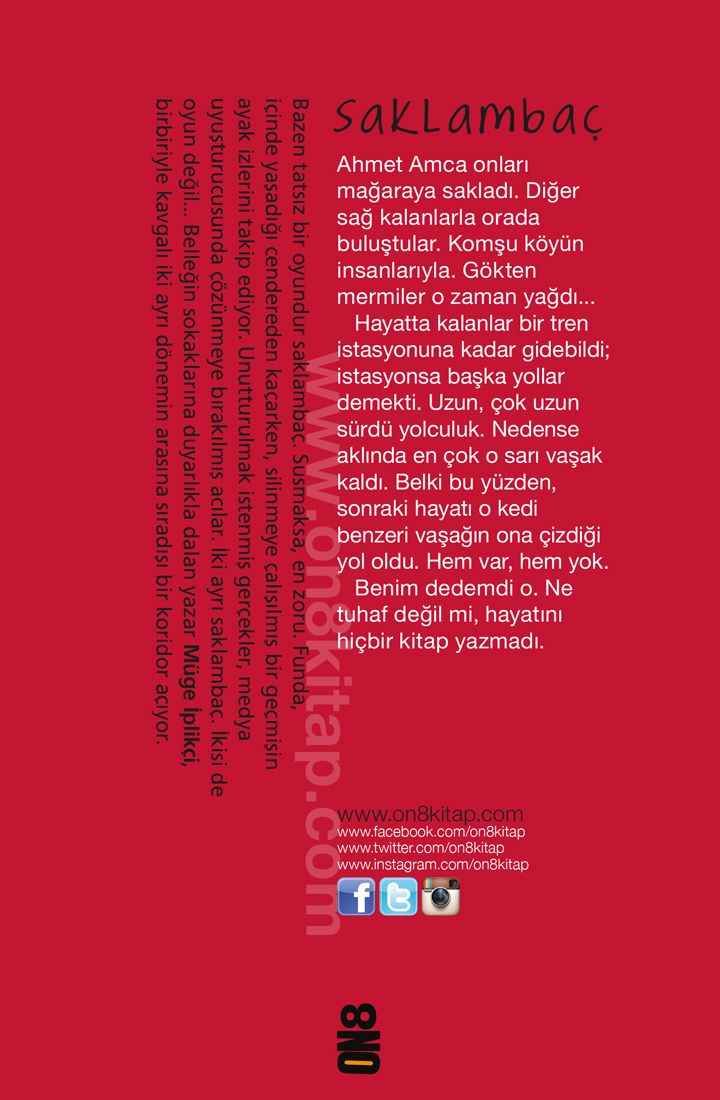 saKLambaç
Ahmet Amca onları
mağaraya sakladı. Diğer
sağ kalanlarla orada
buluştular. Komşu köyün
insanlarıyla. Gökten
mermiler o zaman yağdı...
Hayatta kalanlar bir tren
istasyonuna kadar gidebildi;
istasyonsa başka yollar
demekti. Uzun, çok uzun
sürdü yolculuk. Nedense
aklında en çok o sarı vaşak
kaldı. Belki bu yüzden,
sonraki hayatı o kedi
benzeri vaşağın ona çizdiği
yol oldu. Hem var, hem yok.
Benim dedemdi o. Ne
tuhaf değil mi, hayatını
hiçbir kitap yazmadı.
Bazen tatsız bir oyundur saklambaç. Susmaksa, en zoru. Funda,
içinde yaşadığı cendereden kaçarken, silinmeye çalışılmış bir geçmişin
ayak izlerini takip ediyor. Unutturulmak istenmiş gerçekler, medya
uyuşturucusunda çözünmeye bırakılmış acılar. İki ayrı saklambaç. İkisi de
oyun değil... Belleğin sokaklarına duyarlıkla dalan yazar Müge İplikçi,
birbiriyle kavgalı iki ayrı dönemin arasına sıradışı bir koridor açıyor.
www.on8kitap.com
www.on8kitap.com
www.facebook.com/on8kitap
www.twitter.com/on8kitap
www.instagram.com/on8kitap
ON8